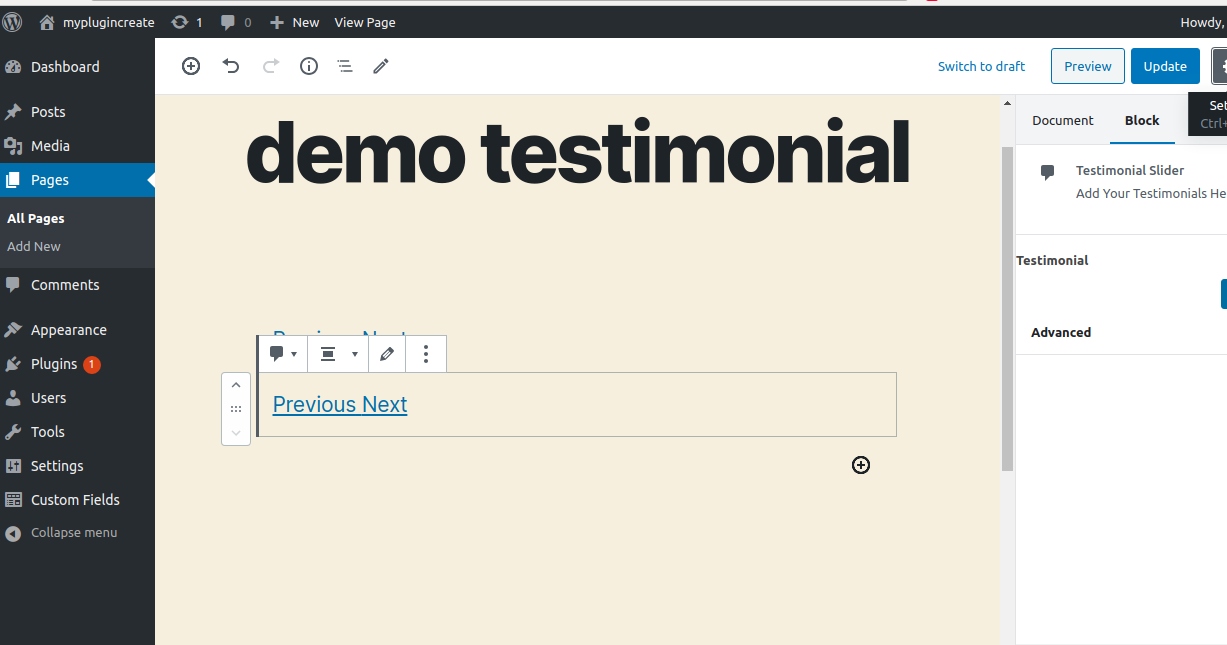 myplugincreate 1 0 New View Page Howdy,
Dashboard
Posts
Media
Pages
All Pages
Add New
Comments
Appearance
Plugins 1
Users
Tools
Settings
Custom Fields
Collapse menu
Switch to draft Preview Update
demo testimonial
Previous Next
Previous Next
Document Block
Set
Ctrl+
Testimonial Slider
Add Your Testimonials He
Testimonial
Advanced